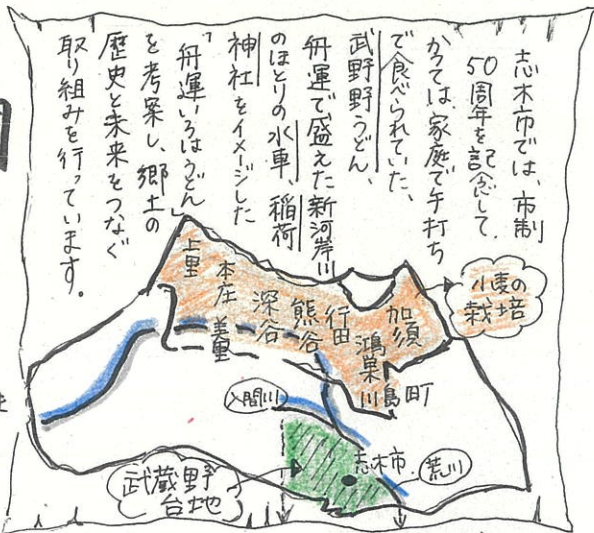 志木市では、市制
50周年を記念して、
かつては、家庭で手打ち
で食べられていた、
武野野うどん、
舟運で盛えた新河岸川
のほとりの水車、稲荷
神社をイメージした
「舟運いろはうどん」
を考案し、郷土の
歴史と未来をつなぐ
取り組みを行っています。
小麦の
栽培
上里
本庄
美里
深谷
熊谷
行田
鴻巣
加須
川島町
入間川
志木市
荒川
武蔵野
台地